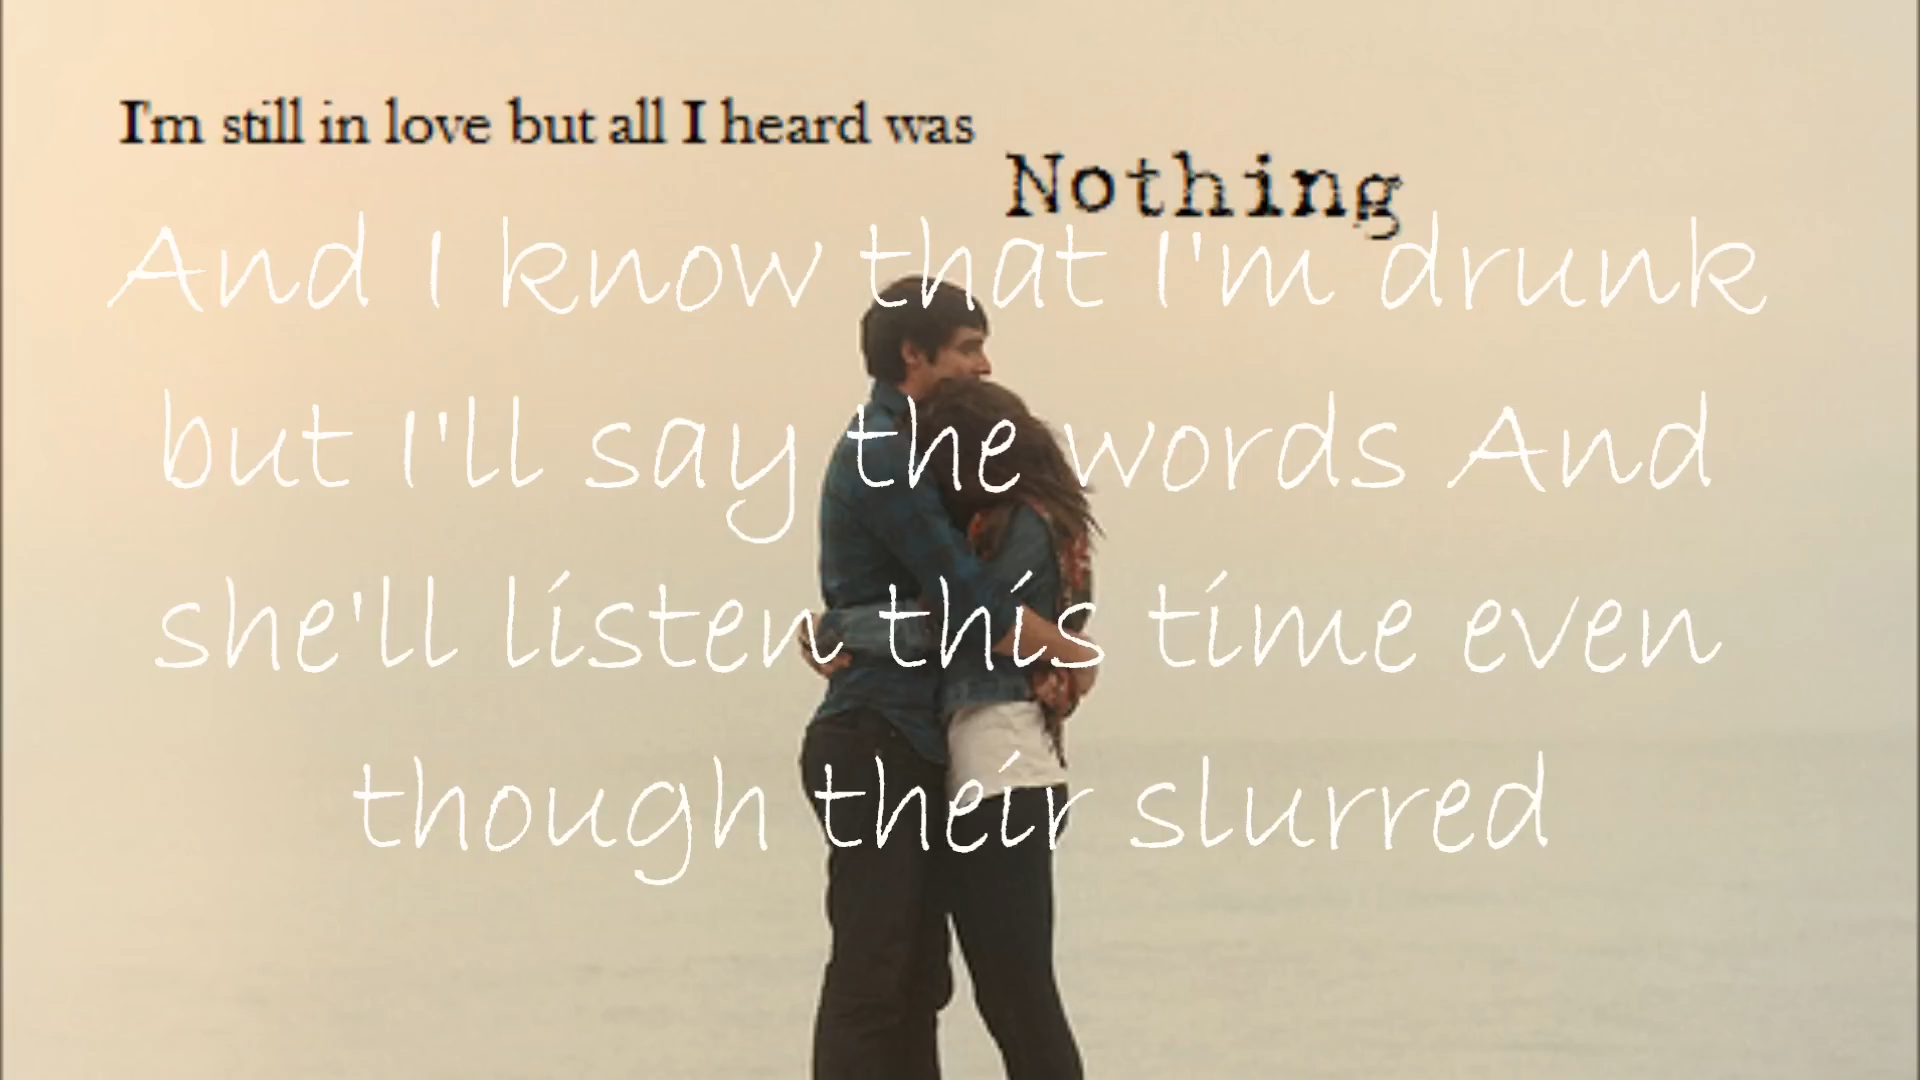 I'm still in love but all I heard was
Nothing
And I know that I'm drunk
but I'll say the words And
she'll listen this time even
though their slurred